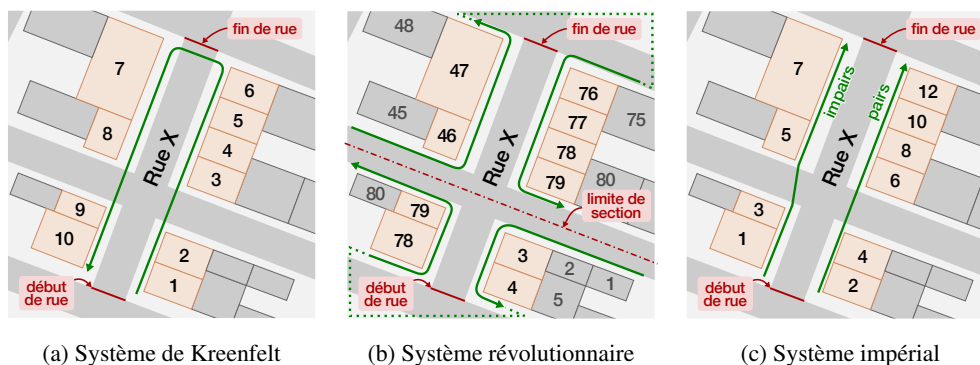 fin de rue
7
6
8
5
4
3
Rue X
9
10
2
1
début
de rue
(a) Système de Kreenfelt
48
fin de rue
47
76
77
75
45
46
78
79
80
Rue X
limite de
section
80
79
78
3
2
1
4
5
début
de rue
(b) Système révolutionnaire
fin de rue
7
impairs
pairs
12
10
5
8
6
Rue X
3
1
4
2
début
de rue
(c) Système impérial